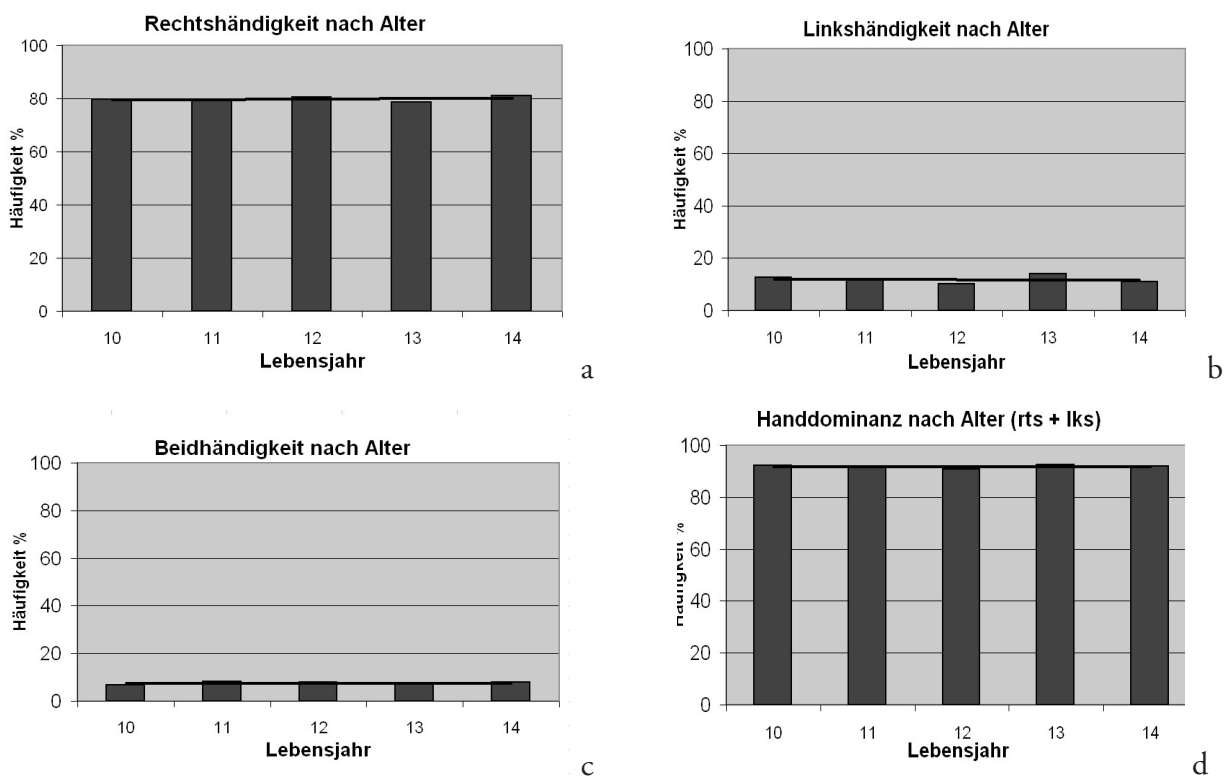 Rechtshändigkeit nach Alter
100
80
60
40
20
0
Häufigkeit %
10 11 12 13 14
Lebensjahr
a
Linkshändigkeit nach Alter
100
80
60
40
20
0
Häufigkeit %
10 11 12 13 14
Lebensjahr
b
Beidhändigkeit nach Alter
100
80
60
40
20
0
Häufigkeit %
10 11 12 13 14
Lebensjahr
c
Handdominanz nach Alter (rts + lks)
100
80
60
40
20
0
Häufigkeit %
10 11 12 13 14
Lebensjahr
d